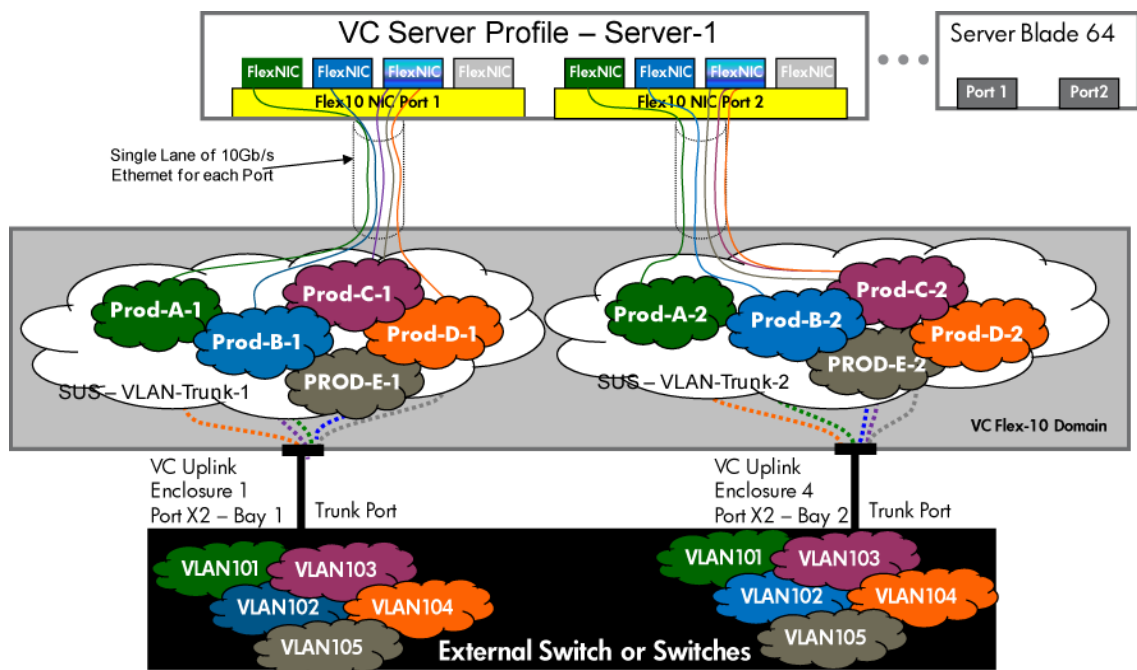 VC Server Profile – Server-1
FlexNIC FlexNIC FlexNIC FlexNIC
Flex10 NIC Port 1
FlexNIC FlexNIC FlexNIC FlexNIC
Flex10 NIC Port 2
Server Blade 64
Port 1 Port2
Single Lane of 10Gb/s
Ethernet for each Port
Prod-A-1
Prod-B-1
Prod-C-1
Prod-D-1
PROD-E-1
SUS – VLAN-Trunk-1
Prod-A-2
Prod-B-2
Prod-C-2
Prod-D-2
PROD-E-2
SUS – VLAN-Trunk-2
VC Flex-10 Domain
VC Uplink
Enclosure 1
Port X2 – Bay 1
Trunk Port
VC Uplink
Enclosure 4
Port X2 – Bay 2
Trunk Port
VLAN101
VLAN103
VLAN102
VLAN104
VLAN105
VLAN101
VLAN103
VLAN102
VLAN104
VLAN105
External Switch or Switches